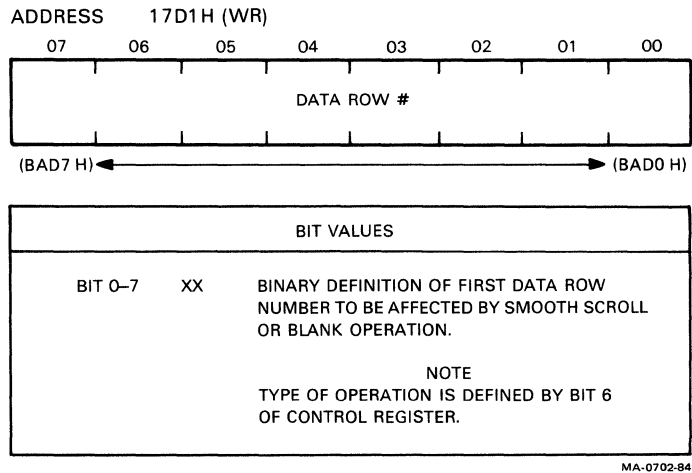 ADDRESS 17D1H (WR)
07 06 05 04 03 02 01 00
DATA ROW #
(BAD7 H) (BAD0 H)
BIT VALUES
BIT 0–7 XX BINARY DEFINITION OF FIRST DATA ROW
NUMBER TO BE AFFECTED BY SMOOTH SCROLL
OR BLANK OPERATION.
NOTE
TYPE OF OPERATION IS DEFINED BY BIT 6
OF CONTROL REGISTER.
MA-0702-84